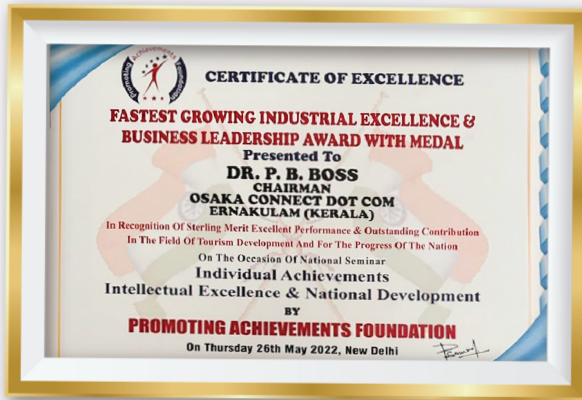 Promoting Achievements Foundation
CERTIFICATE OF EXCELLENCE
FASTEST GROWING INDUSTRIAL EXCELLENCE &
BUSINESS LEADERSHIP AWARD WITH MEDAL
Presented To
DR. P. B. BOSS
CHAIRMAN
OSAKA CONNECT DOT COM
ERNAKULAM (KERALA)
In Recognition Of Sterling Merit Excellent Performance & Outstanding Contribution
In The Field Of Tourism Development And For The Progress Of The Nation
On The Occasion Of National Seminar
Individual Achievements
Intellectual Excellence & National Development
BY
PROMOTING ACHIEVEMENTS FOUNDATION
On Thursday 26th May 2022, New Delhi